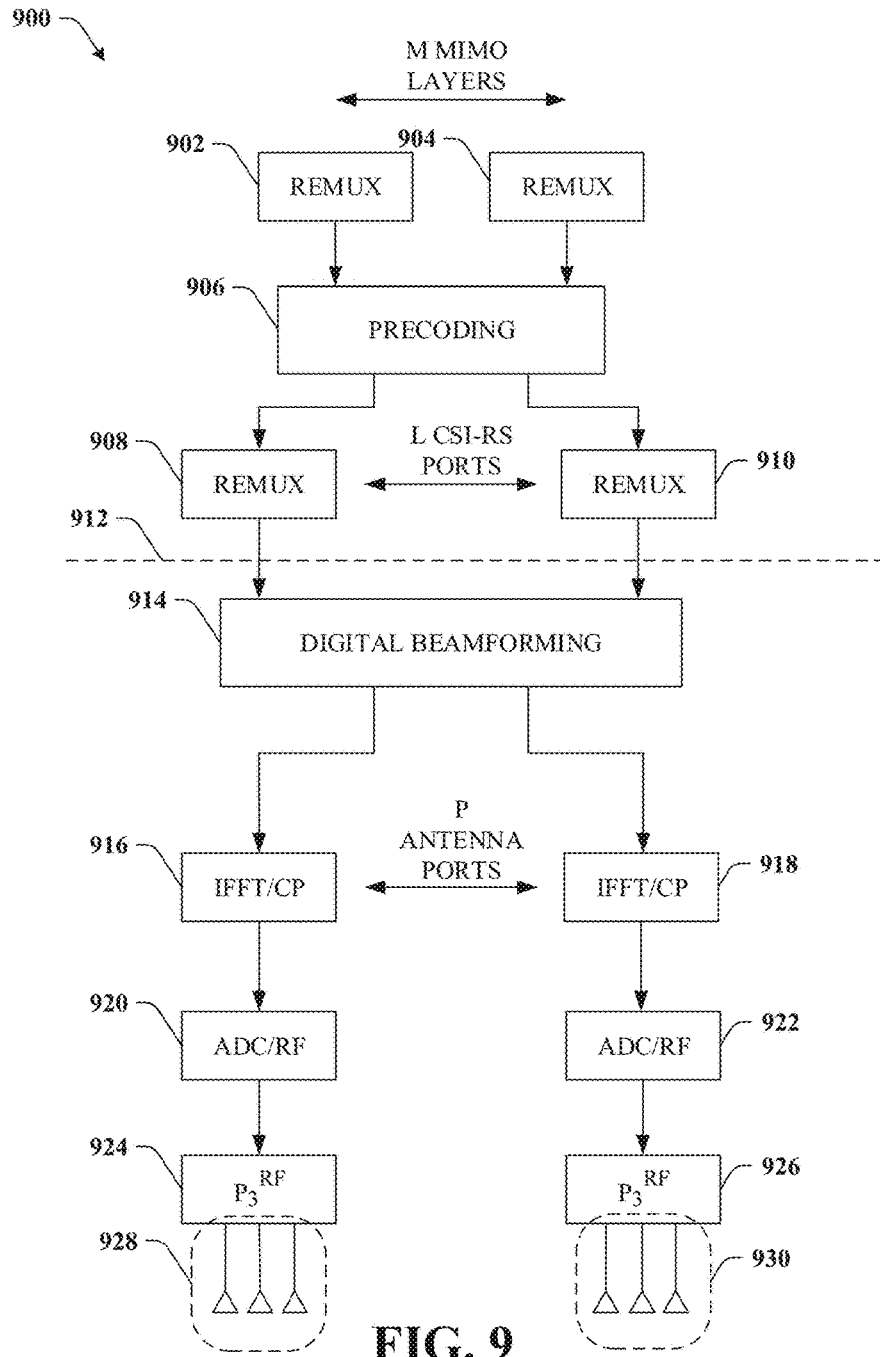 900
M MIMO
LAYERS
902
904
REMUX
REMUX
906
PRECODING
908
L CSI-RS
PORTS
910
REMUX
REMUX
912
914
DIGITAL BEAMFORMING
P
ANTENNA
PORTS
916
918
IFFT/CP
IFFT/CP
920
922
ADC/RF
ADC/RF
924
926
P₃ᴿᶠ
P₃ᴿᶠ
928
930
FIG. 9